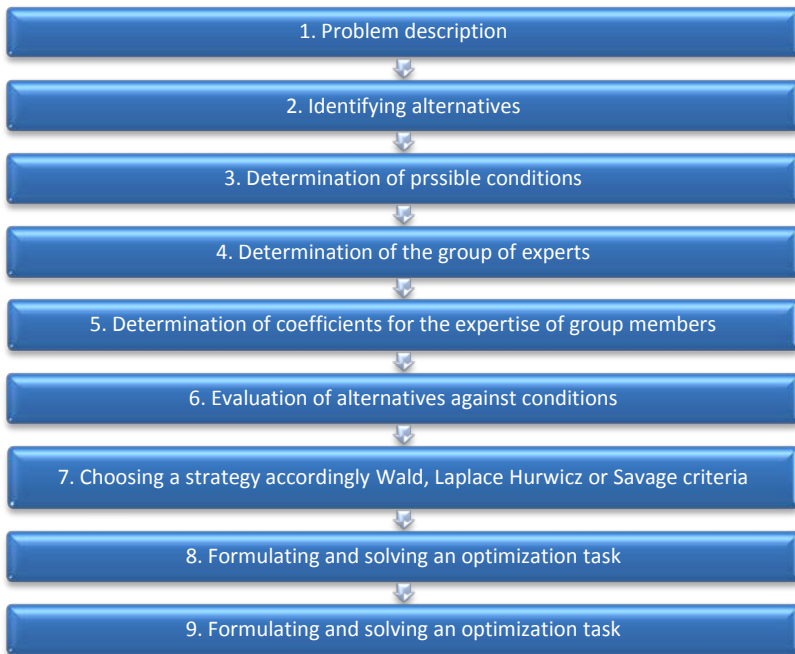 1. Problem description
2. Identifying alternatives
3. Determination of prssible conditions
4. Determination of the group of experts
5. Determination of coefficients for the expertise of group members
6. Evaluation of alternatives against conditions
7. Choosing a strategy accordingly Wald, Laplace Hurwicz or Savage criteria
8. Formulating and solving an optimization task
9. Formulating and solving an optimization task